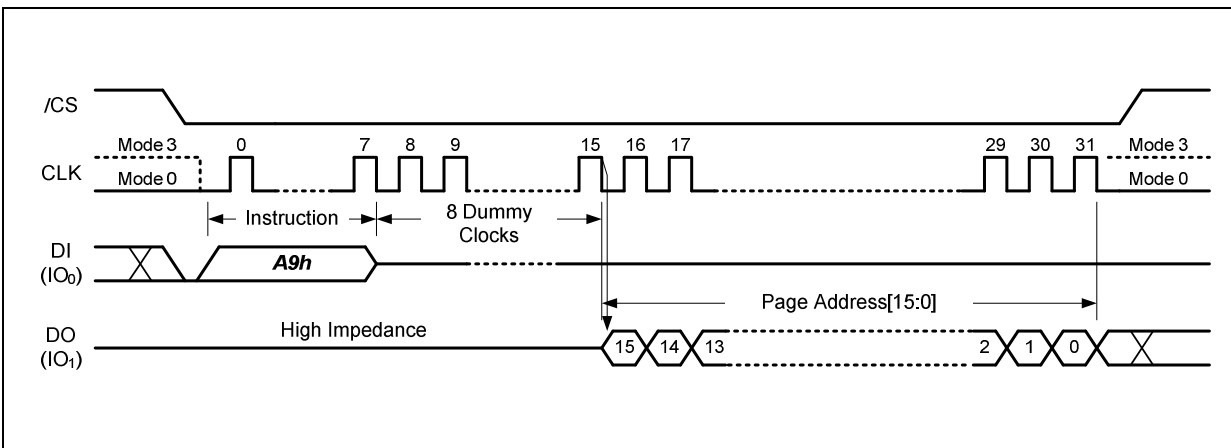 /CS
Mode 3 0 7 8 9 15 16 17 29 30 31 Mode 3
CLK
Mode 0 Mode 0
Instruction 8 Dummy
Clocks
DI
(IO₀)
A9h
Page Address[15:0]
High Impedance
DO
(IO₁)
15 14 13 2 1 0